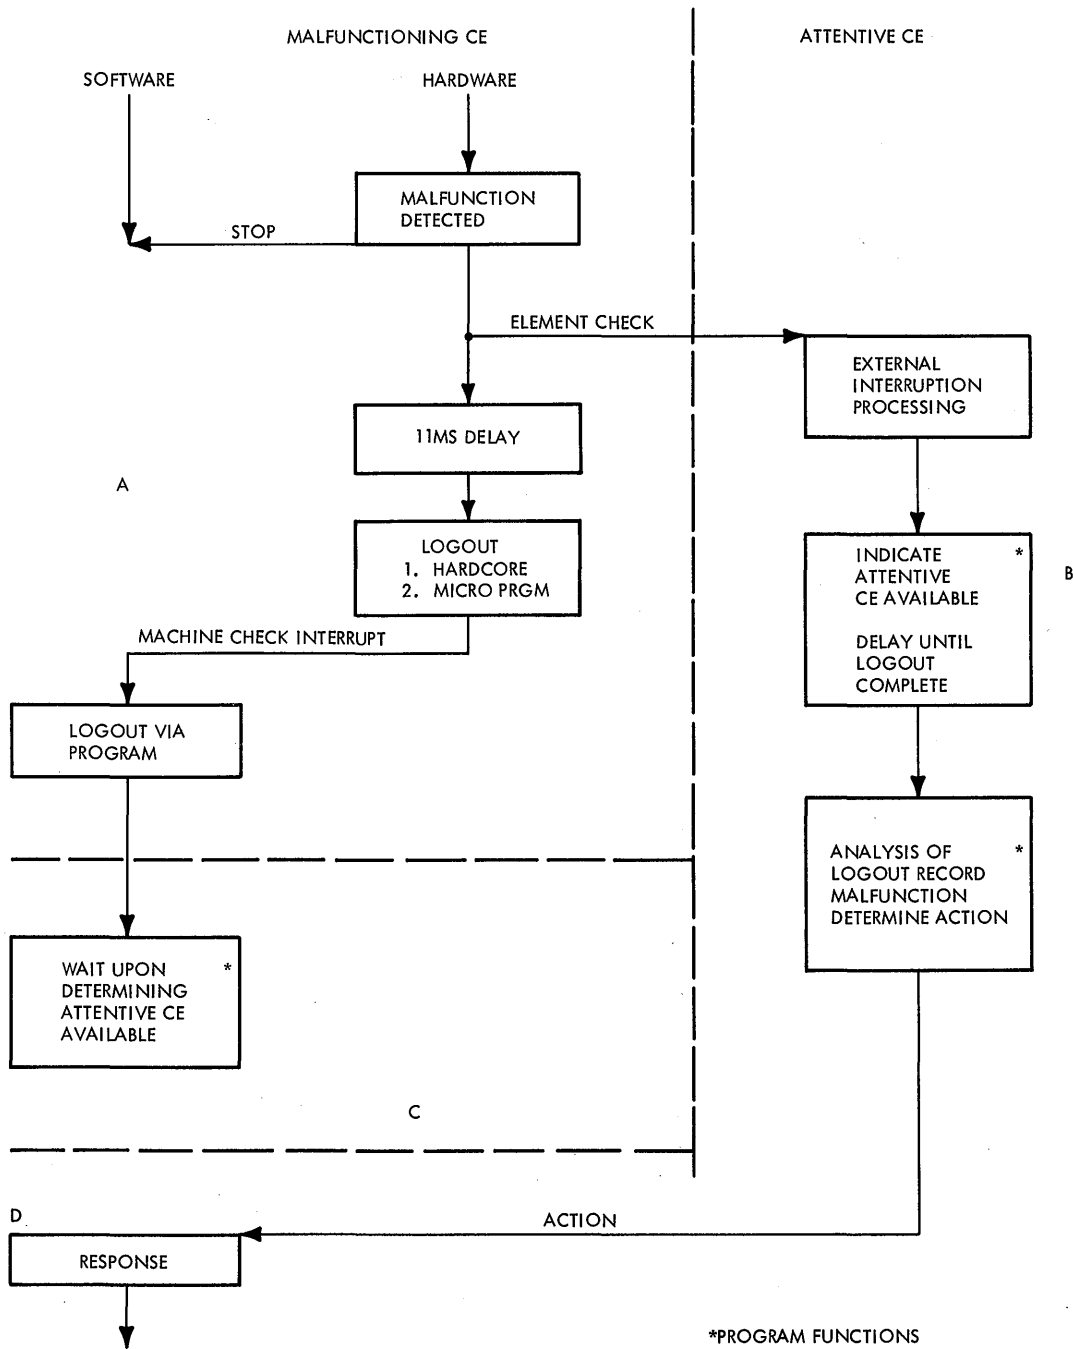 MALFUNCTIONING CE
ATTENTIVE CE
SOFTWARE
HARDWARE
MALFUNCTION
DETECTED
STOP
ELEMENT CHECK
EXTERNAL
INTERRUPTION
PROCESSING
11MS DELAY
A
LOGOUT
1. HARDCORE
2. MICRO PRGM
INDICATE *
ATTENTIVE
CE AVAILABLE
DELAY UNTIL
LOGOUT
COMPLETE
B
MACHINE CHECK INTERRUPT
LOGOUT VIA
PROGRAM
ANALYSIS OF *
LOGOUT RECORD
MALFUNCTION
DETERMINE ACTION
WAIT UPON *
DETERMINING
ATTENTIVE CE
AVAILABLE
C
D
ACTION
RESPONSE
*PROGRAM FUNCTIONS